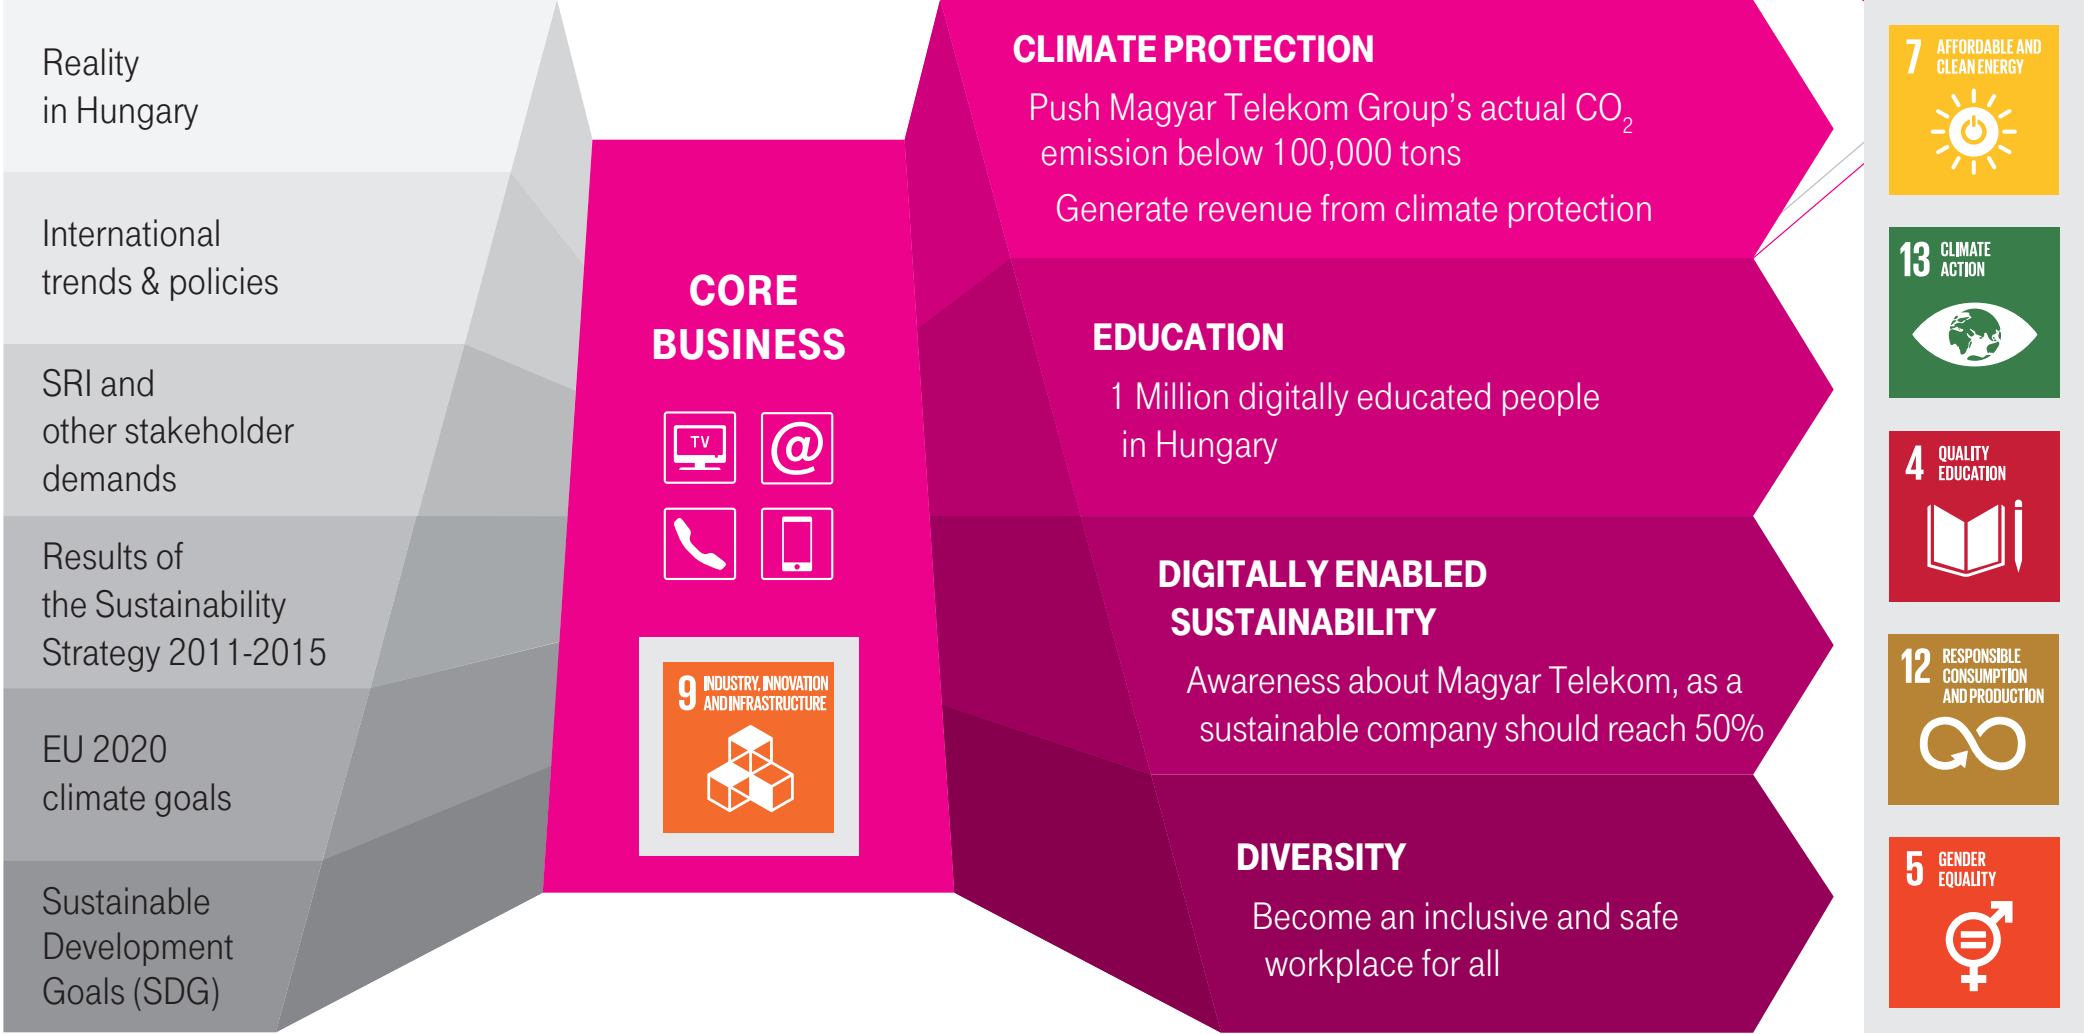 Reality
in Hungary
International
trends & policies
SRI and
other stakeholder
demands
Results of
the Sustainability
Strategy 2011-2015
EU 2020
climate goals
Sustainable
Development
Goals (SDG)
CORE
BUSINESS
TV
@
9 INDUSTRY, INNOVATION
AND INFRASTRUCTURE
CLIMATE PROTECTION
Push Magyar Telekom Group's actual CO₂
emission below 100,000 tons
Generate revenue from climate protection
EDUCATION
1 Million digitally educated people
in Hungary
DIGITALLY ENABLED
SUSTAINABILITY
Awareness about Magyar Telekom, as a
sustainable company should reach 50%
DIVERSITY
Become an inclusive and safe
workplace for all
7 AFFORDABLE AND
CLEAN ENERGY
13 CLIMATE
ACTION
4 QUALITY
EDUCATION
12 RESPONSIBLE
CONSUMPTION
AND PRODUCTION
5 GENDER
EQUALITY